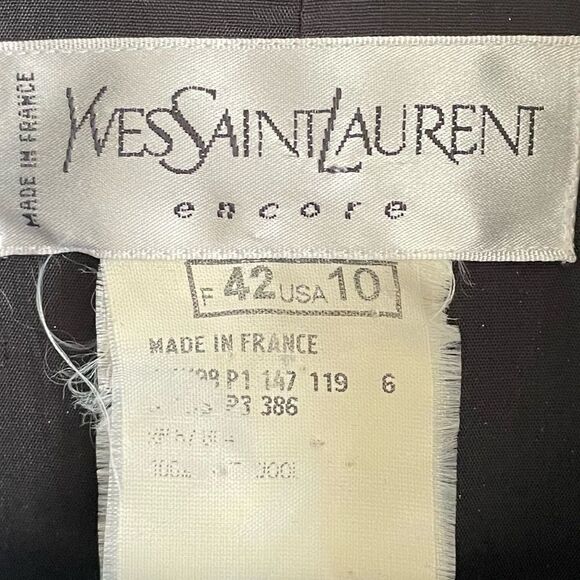 MADE IN FRANCE
YVES SAINT LAURENT
encore
F 42 USA 10
MADE IN FRANCE
P1 147 119 6
P3 386
100%